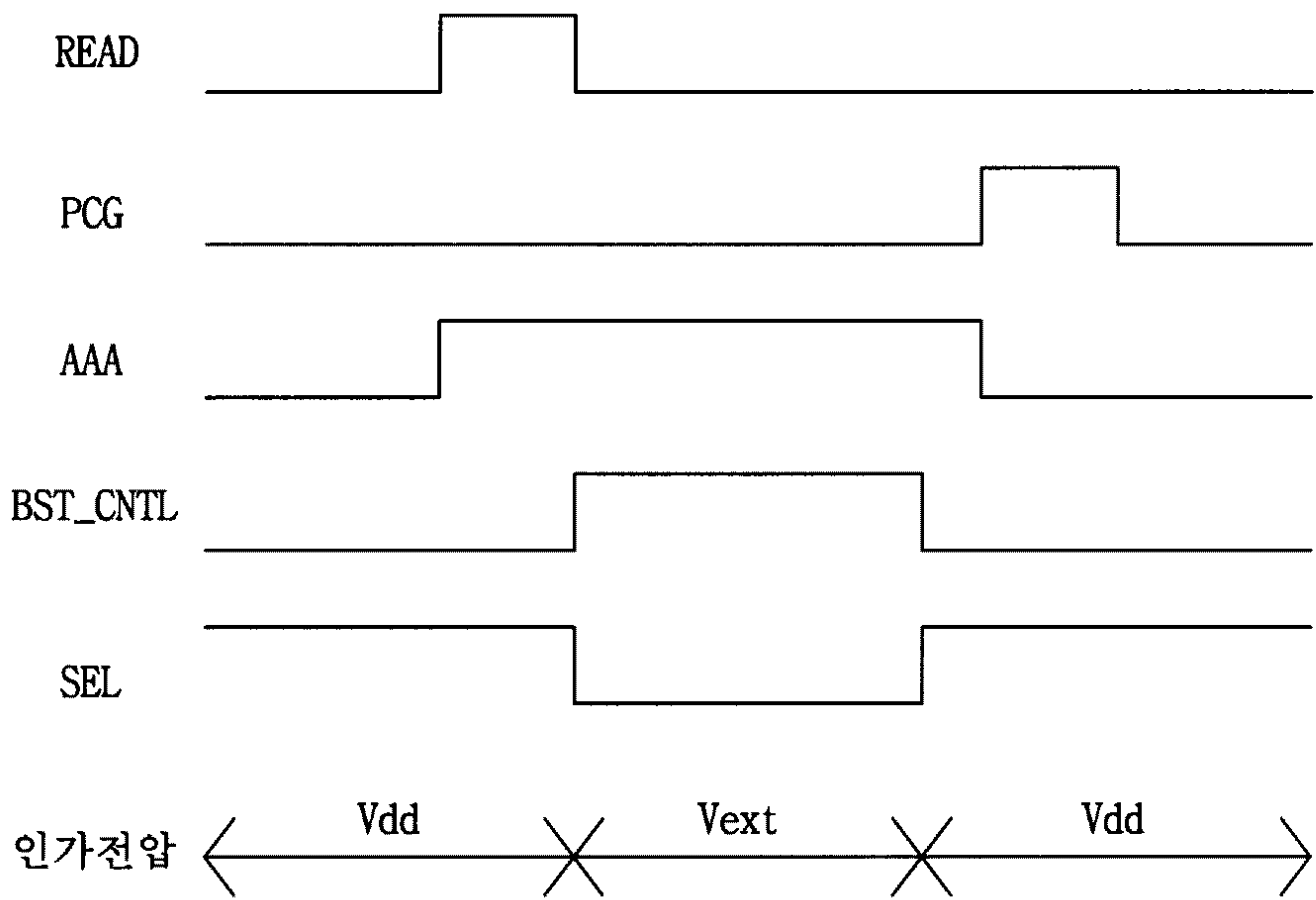 READ
PCG
AAA
BST_CNTL
SEL
인가전압 Vdd Vext Vdd